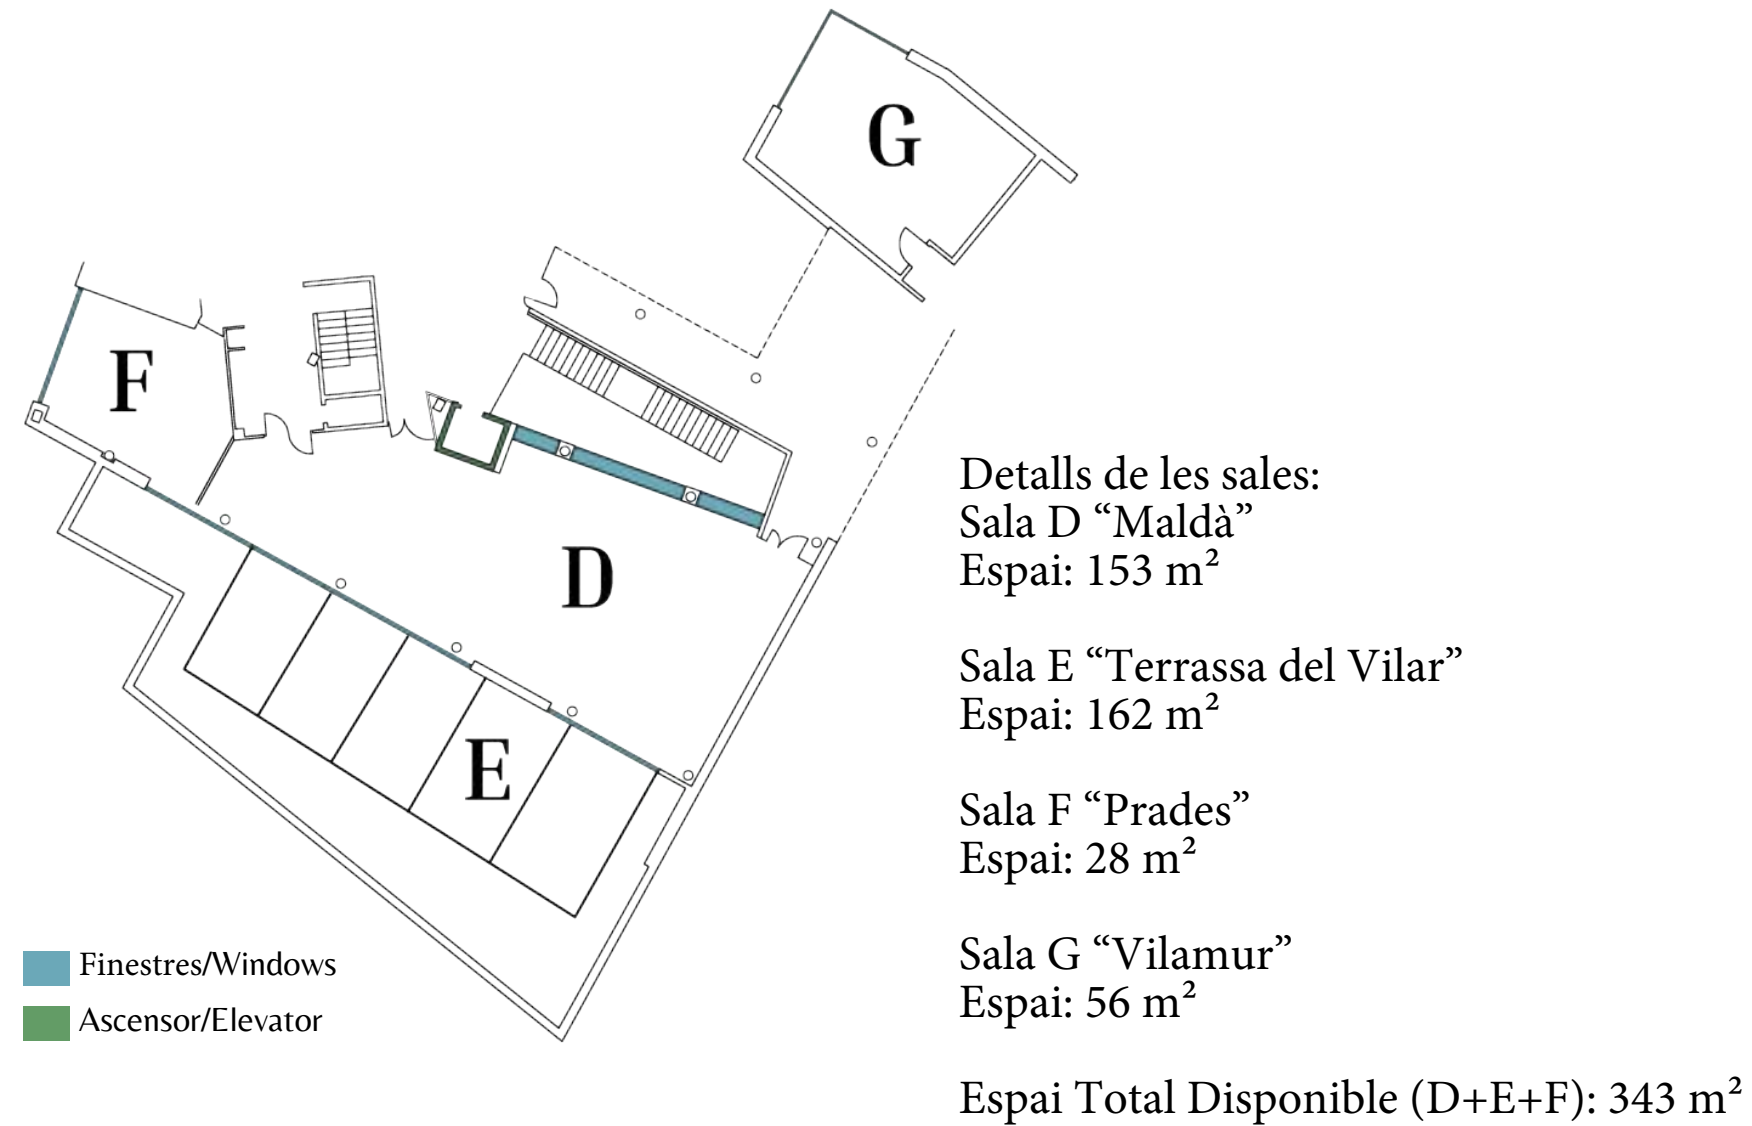 G
F
D
E
Detalls de les sales:
Sala D “Maldà”
Espai: 153 m²
Sala E “Terrassa del Vilar”
Espai: 162 m²
Sala F “Prades”
Espai: 28 m²
Sala G “Vilamur”
Espai: 56 m²
Espai Total Disponible (D+E+F): 343 m²
Finestres/Windows
Ascensor/Elevator